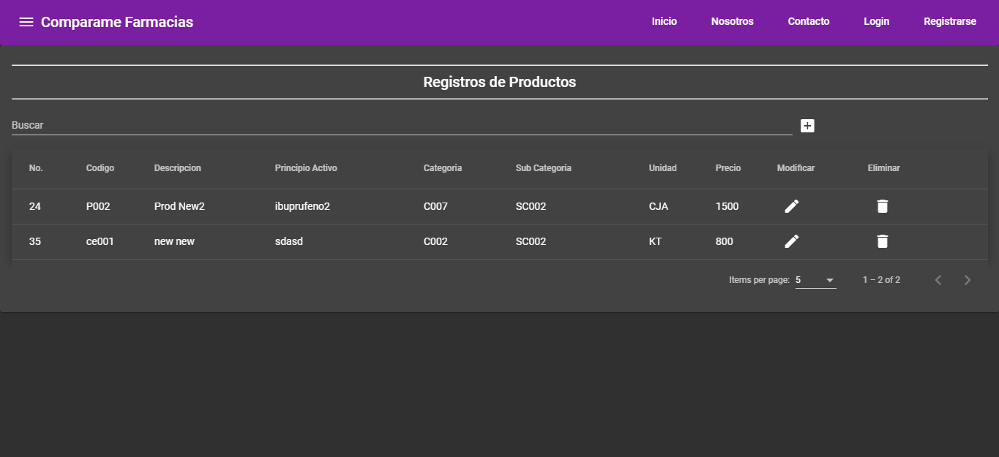 Comparame Farmacias Inicio Nosotros Contacto Login Registrarse
Registros de Productos
Buscar
No. Codigo Descripcion Principio Activo Categoria Sub Categoria Unidad Precio Modificar Eliminar
24 P002 Prod New2 ibuprufeno2 C007 SC002 CJA 1500
35 ce001 new new sdasd C002 SC002 KT 800
Items per page: 5 1 – 2 of 2